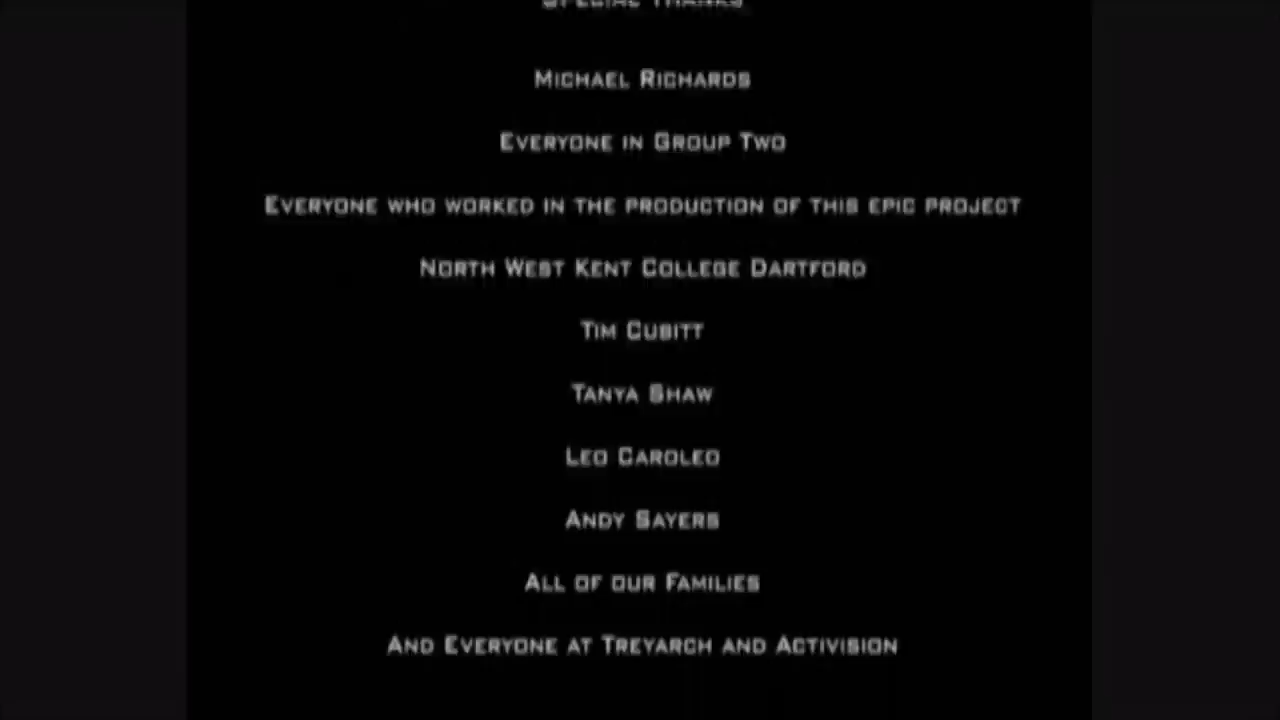 Special Thanks
Michael Richards
Everyone in Group Two
Everyone who worked in the production of this epic project
North West Kent College Dartford
Tim Cubitt
Tanya Shaw
Leo Caroleo
Andy Sayers
All of our Families
And Everyone at Treyarch and Activision